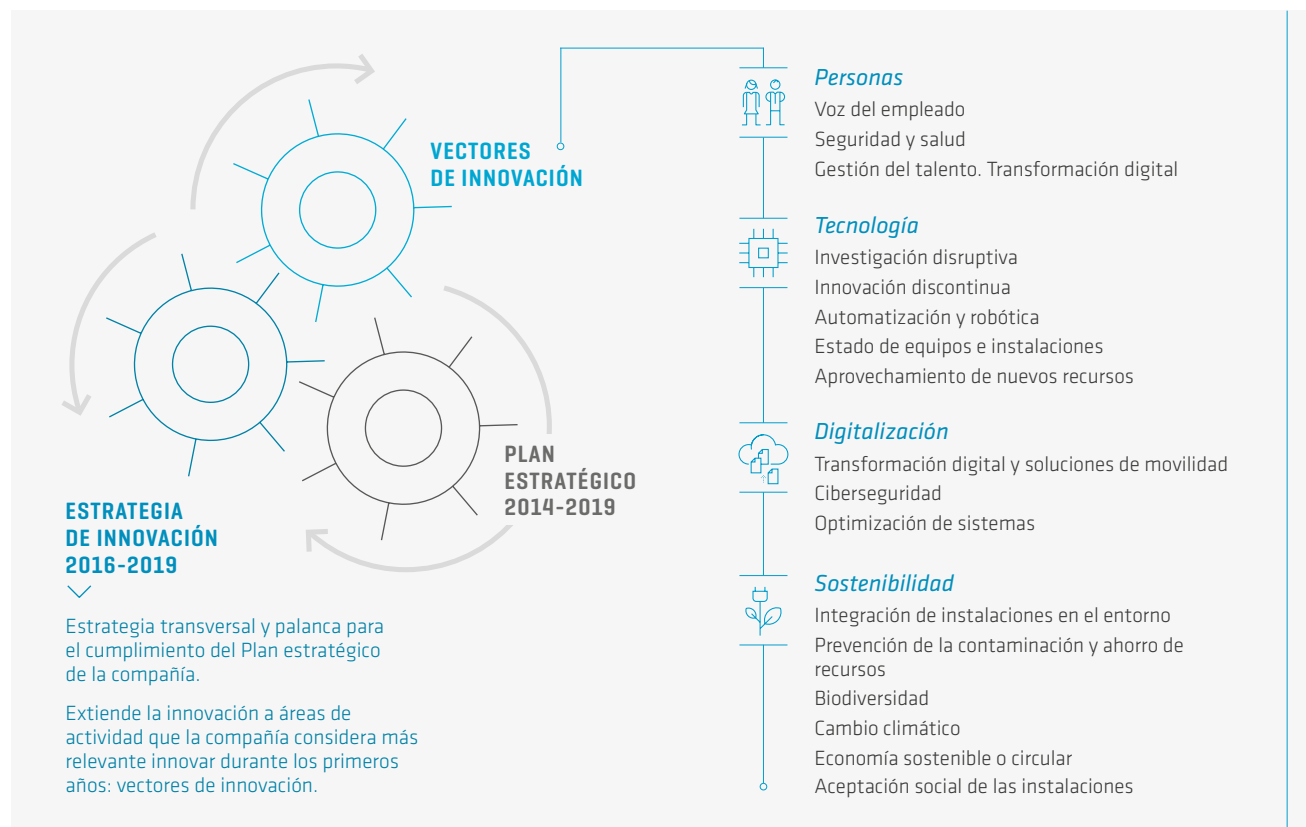 VECTORES
DE INNOVACIÓN
ESTRATEGIA
DE INNOVACIÓN
2016-2019
Estrategia transversal y palanca para
el cumplimiento del Plan estratégico
de la compañía.
Extiende la innovación a áreas de
actividad que la compañía considera más
relevante innovar durante los primeros
años: vectores de innovación.
PLAN
ESTRATÉGICO
2014-2019
Personas
Voz del empleado
Seguridad y salud
Gestión del talento. Transformación digital
Tecnología
Investigación disruptiva
Innovación discontinua
Automatización y robótica
Estado de equipos e instalaciones
Aprovechamiento de nuevos recursos
Digitalización
Transformación digital y soluciones de movilidad
Ciberseguridad
Optimización de sistemas
Sostenibilidad
Integración de instalaciones en el entorno
Prevención de la contaminación y ahorro de
recursos
Biodiversidad
Cambio climático
Economía sostenible o circular
Aceptación social de las instalaciones